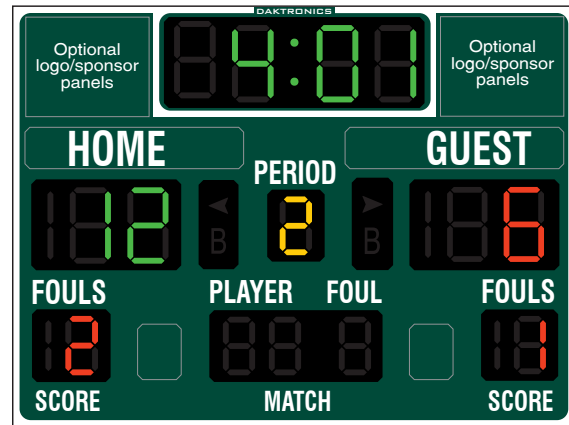 DAKTRONICS
Optional
logo/sponsor
panels
4:01
Optional
logo/sponsor
panels
HOME
GUEST
PERIOD
12
B
2
B
6
FOULS
PLAYER
FOUL
FOULS
2
1
SCORE
MATCH
SCORE